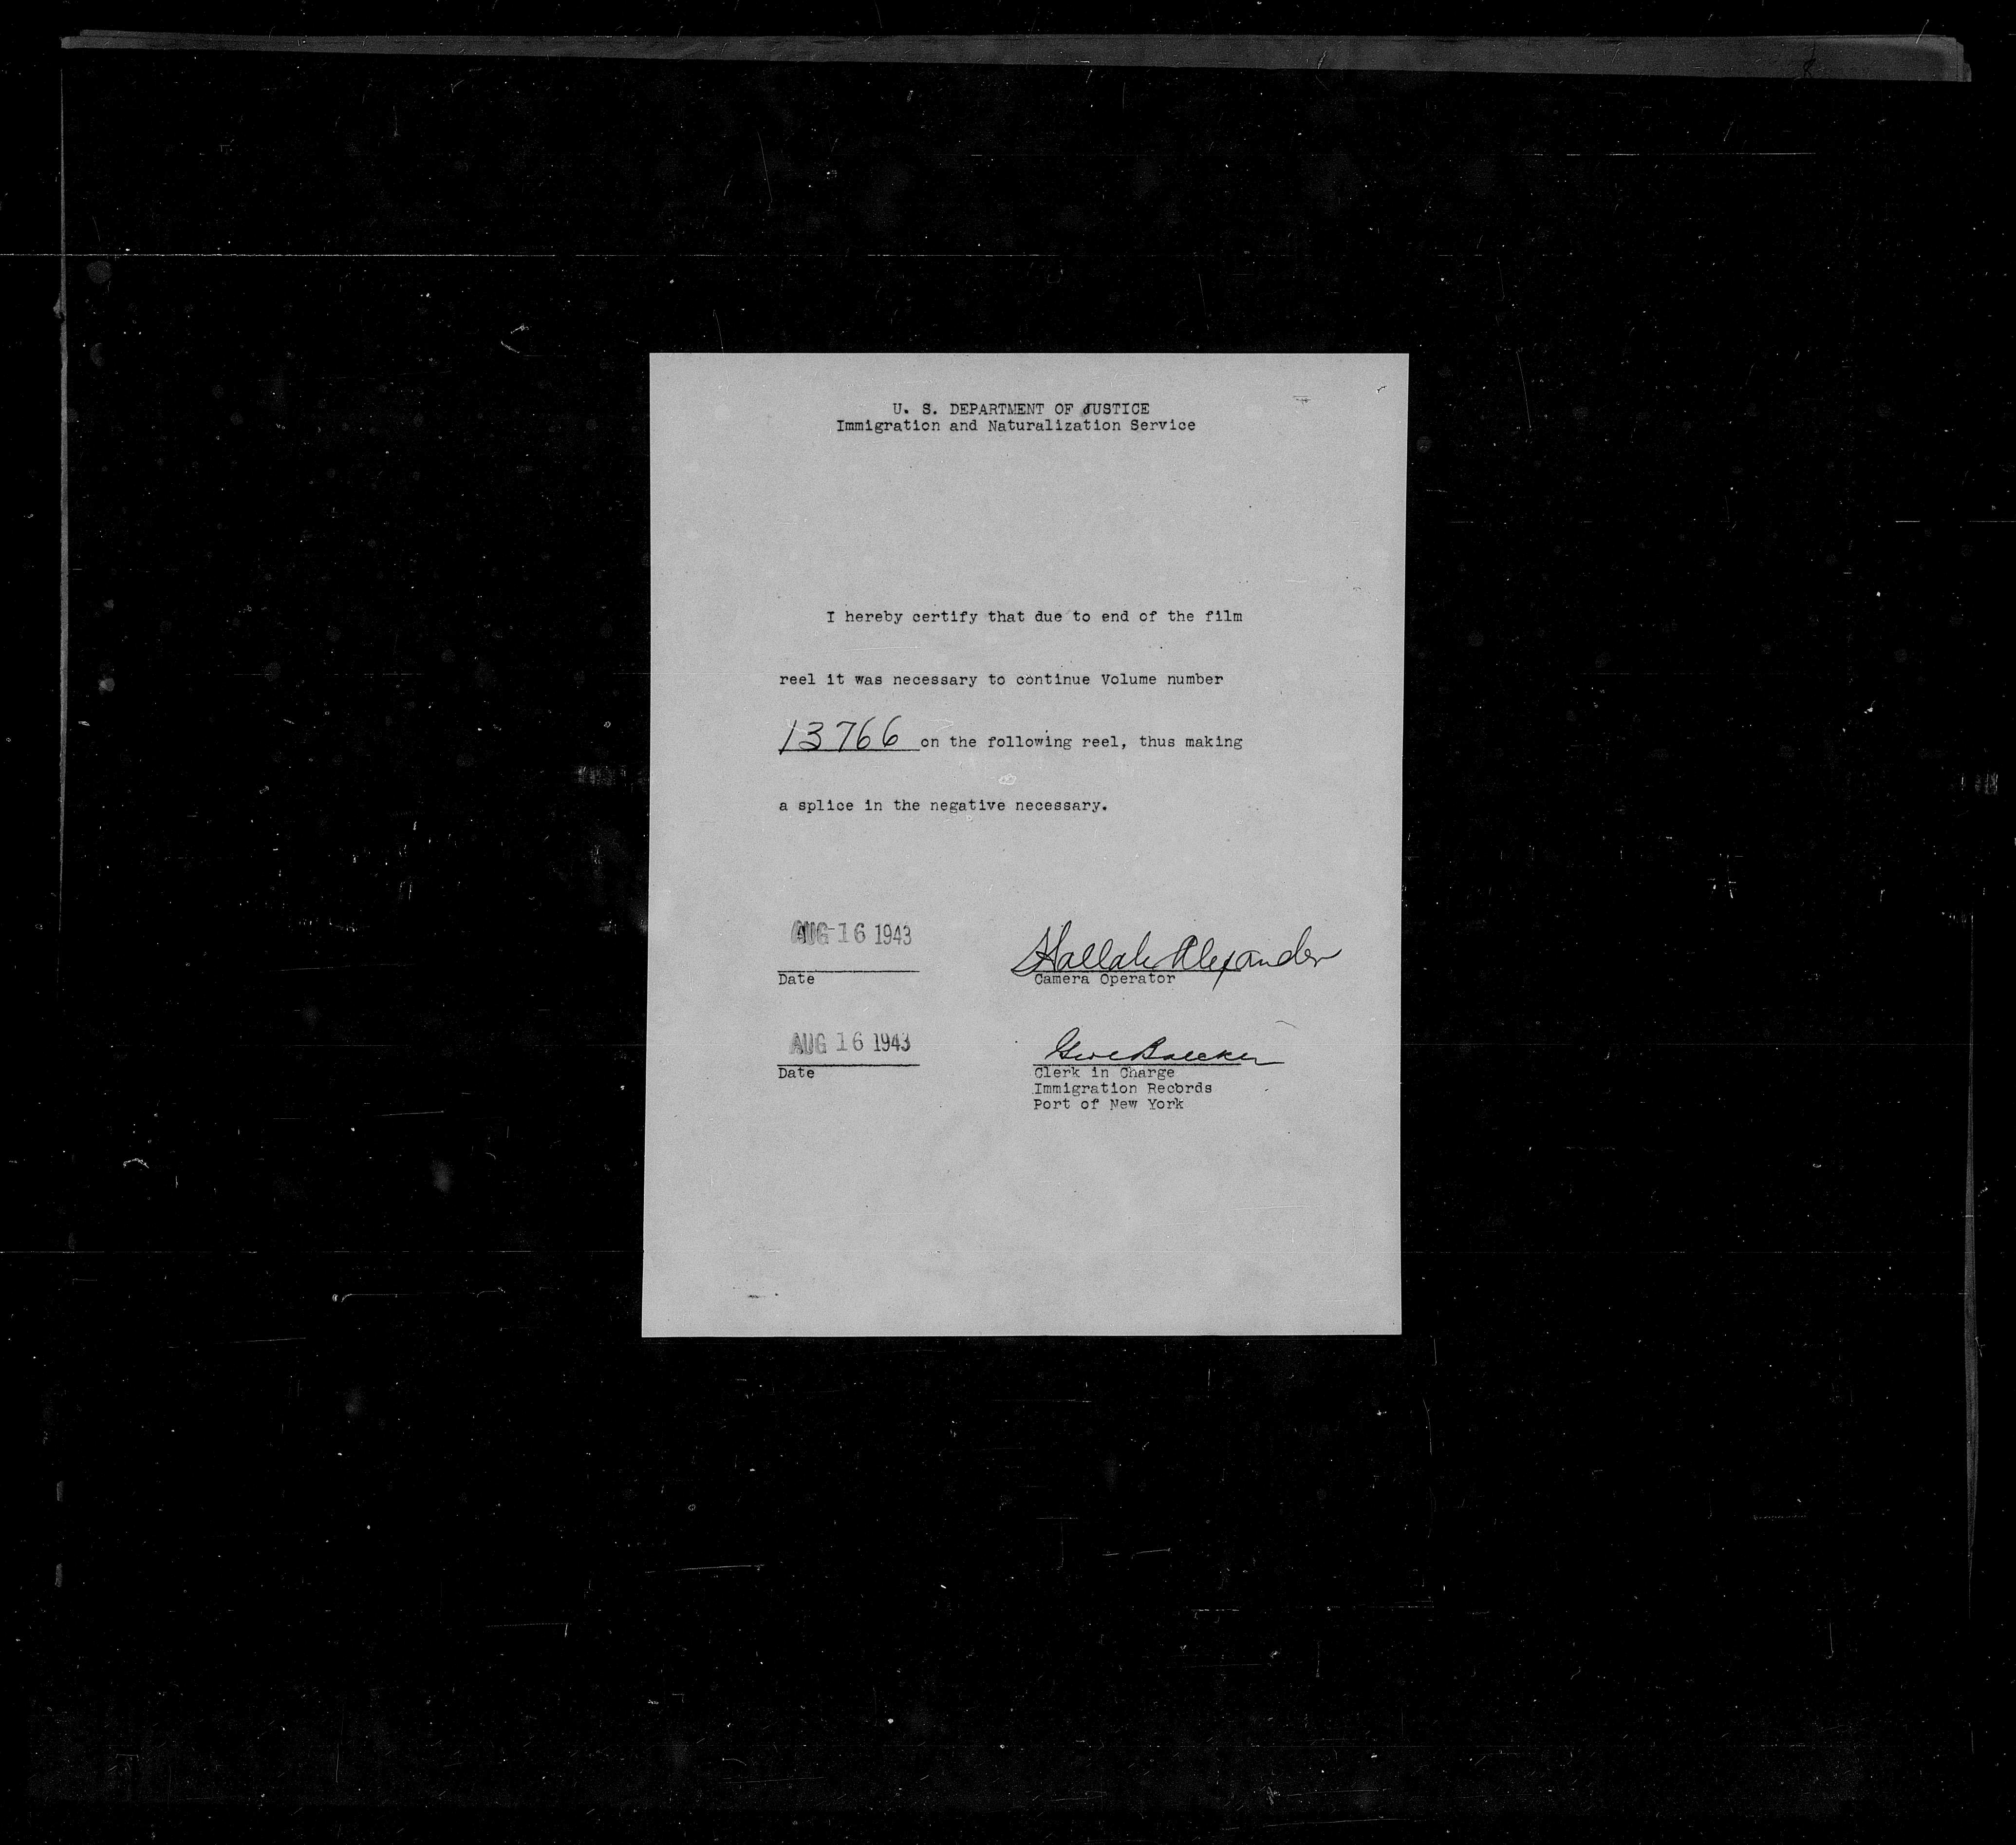 U. S. DEPARTMENT OF JUSTICE
Immigration and Naturalization Service
I hereby certify that due to end of the film
reel it was necessary to continue Volume number
13766 on the following reel, thus making
a splice in the negative necessary.
AUG 16 1943
Alexander
Date
Camera Operator
AUG 16 1943
Date
Clerk in Charge
Immigration Records
Port of New York